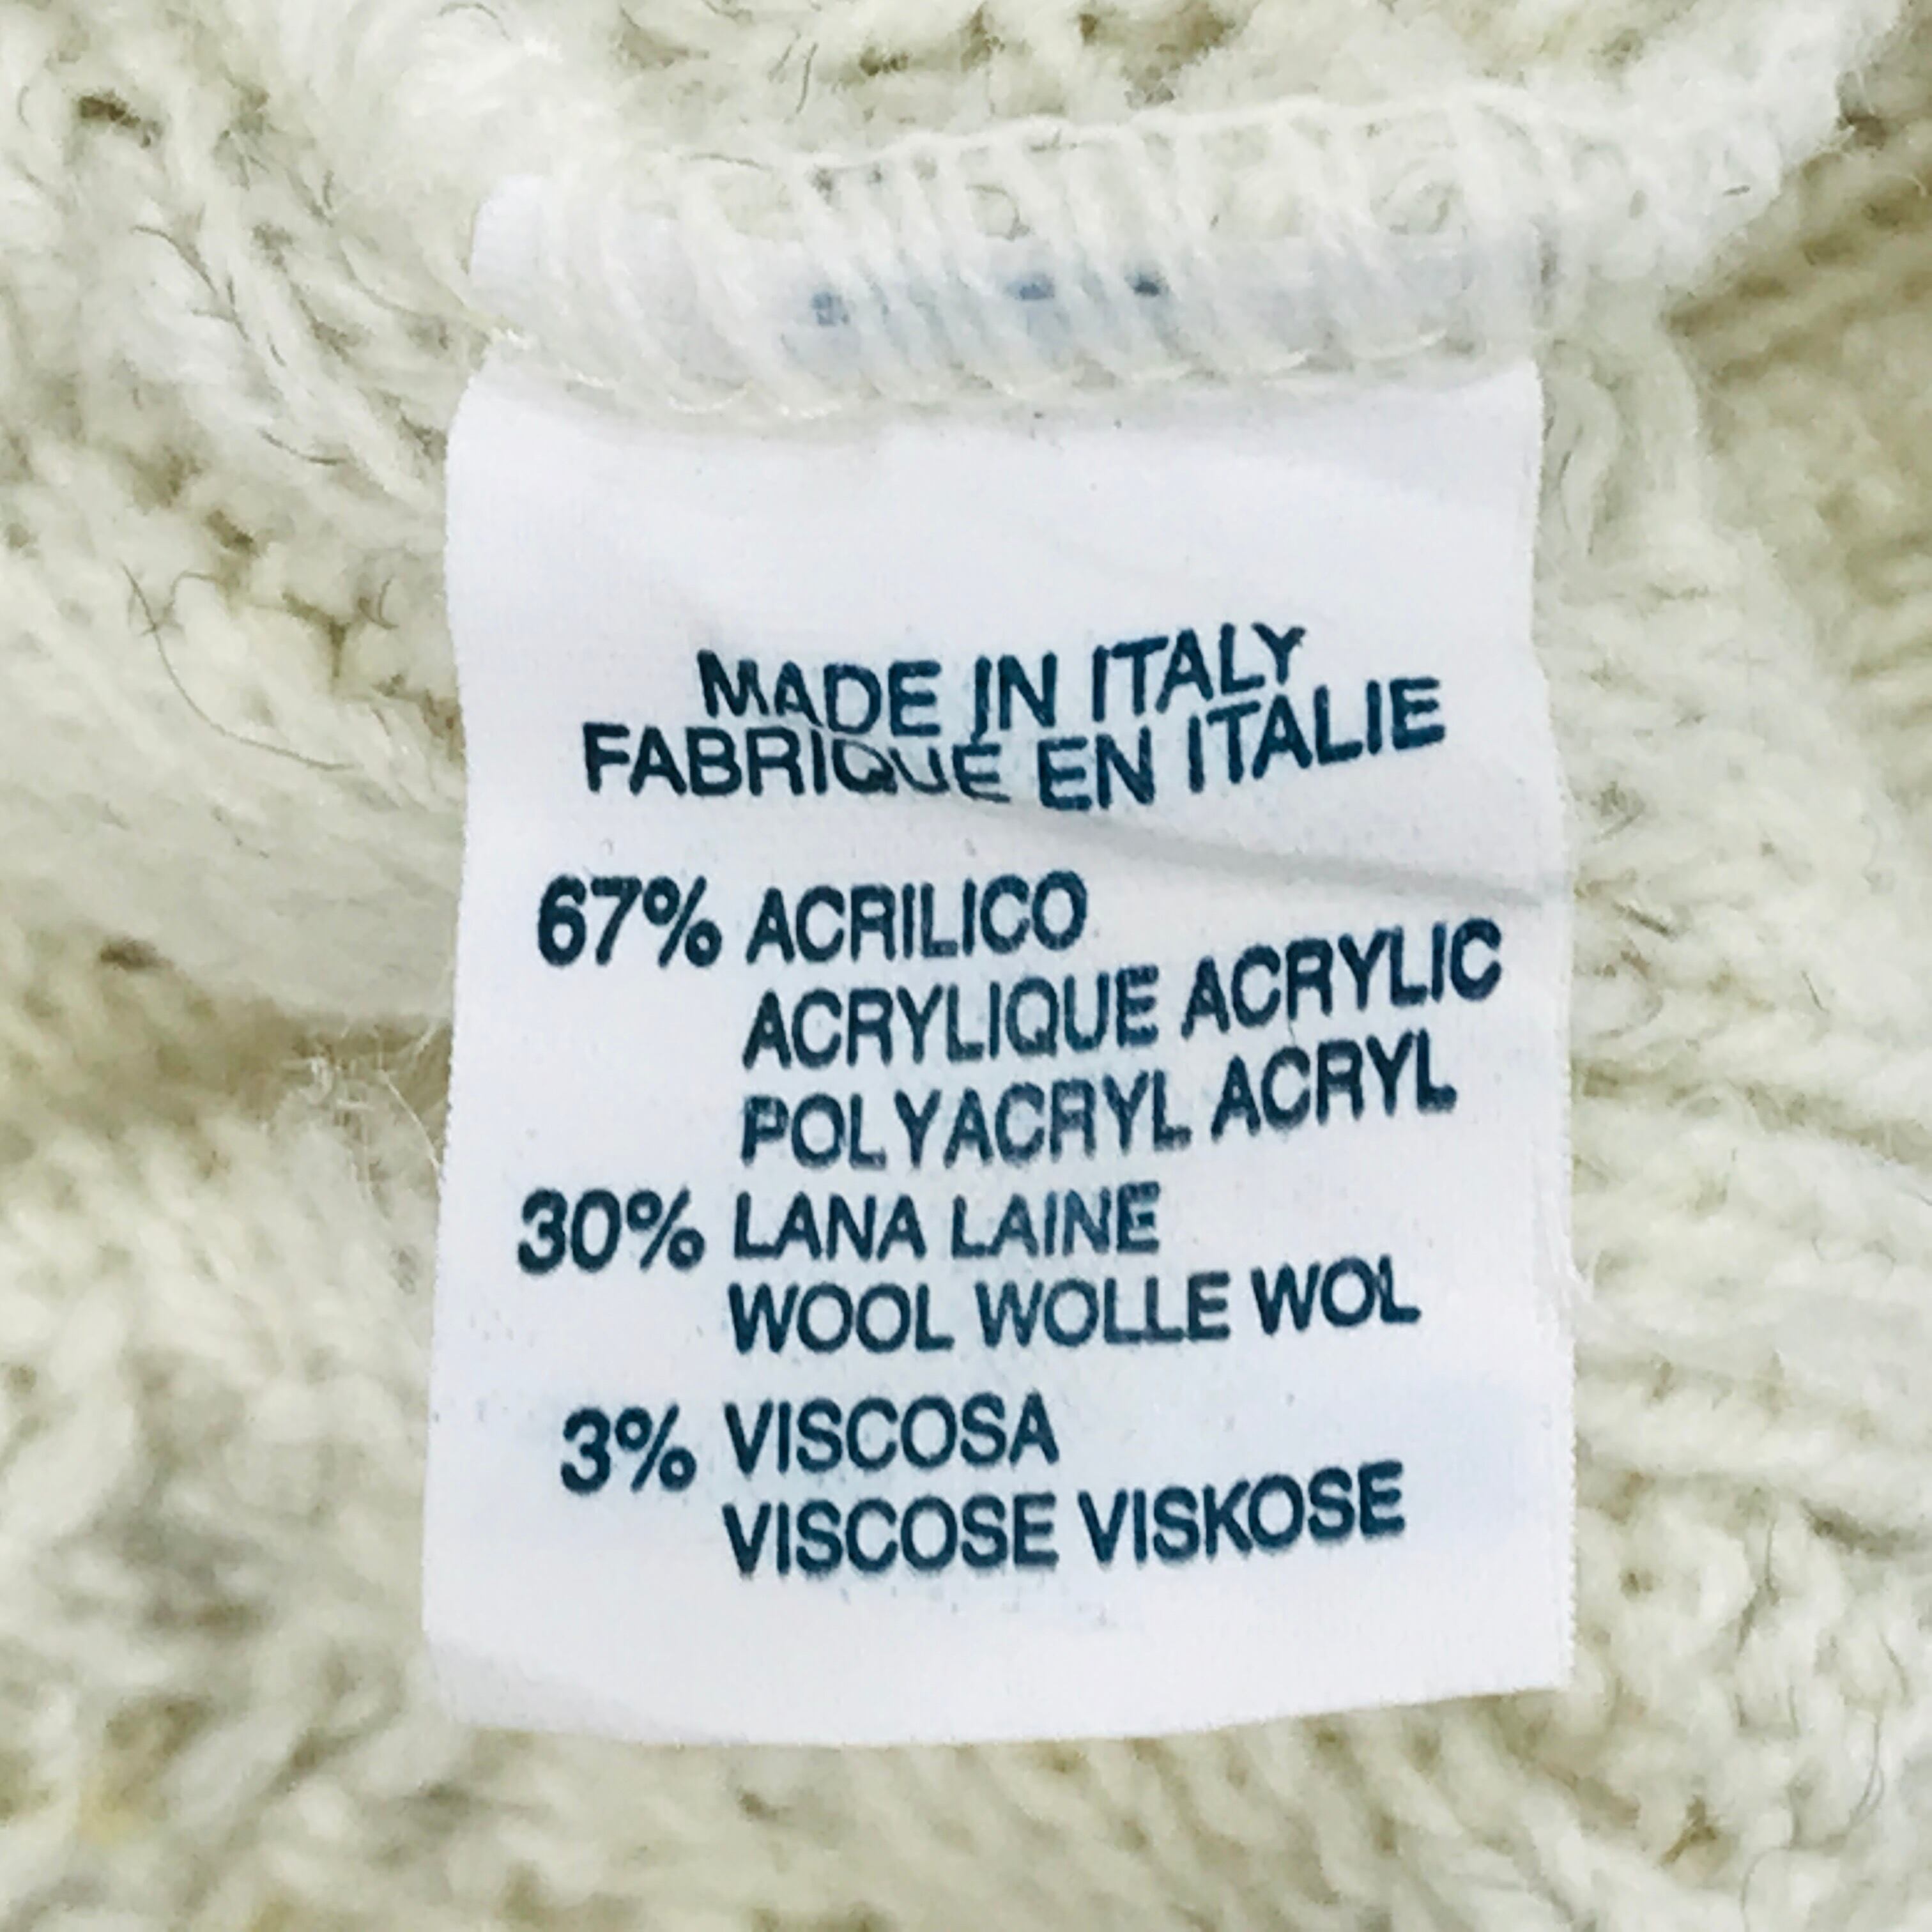 MADE IN ITALY
FABRIQUÉ EN ITALIE
67% ACRILICO
ACRYLIQUE ACRYLIC
POLYACRYL ACRYL
30% LANA LAINE
WOOL WOLLE WOL
3% VISCOSA
VISCOSE VISKOSE